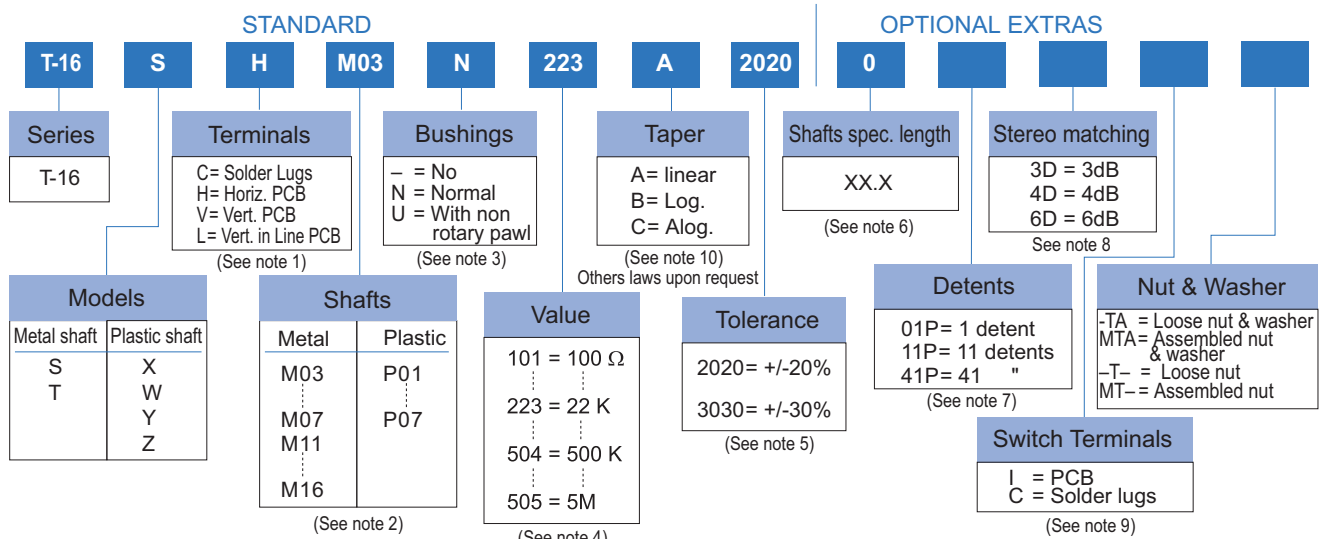 STANDARD
OPTIONAL EXTRAS
T-16 S H M03 N 223 A 2020 0
Series
T-16
Terminals
C= Solder Lugs
H= Horiz. PCB
V= Vert. PCB
L= Vert. in Line PCB
(See note 1)
Bushings
– = No
N = Normal
U = With non
rotary pawl
(See note 3)
Taper
A= linear
B= Log.
C= Alog.
(See note 10)
Others laws upon request
Shafts spec. length
XX.X
(See note 6)
Stereo matching
3D = 3dB
4D = 4dB
6D = 6dB
See note 8
Models
Metal shaft Plastic shaft
S X
T W
Y
Z
Shafts
Metal Plastic
M03 P01
M07 P07
M11
M16
(See note 2)
Value
101 = 100 Ω
223 = 22 K
504 = 500 K
505 = 5M
(See note 4)
Tolerance
2020= +/-20%
3030= +/-30%
(See note 5)
Detents
01P= 1 detent
11P= 11 detents
41P= 41 "
(See note 7)
Nut & Washer
-TA = Loose nut & washer
MTA= Assembled nut
& washer
–T– = Loose nut
MT– = Assembled nut
Switch Terminals
I = PCB
C = Solder lugs
(See note 9)